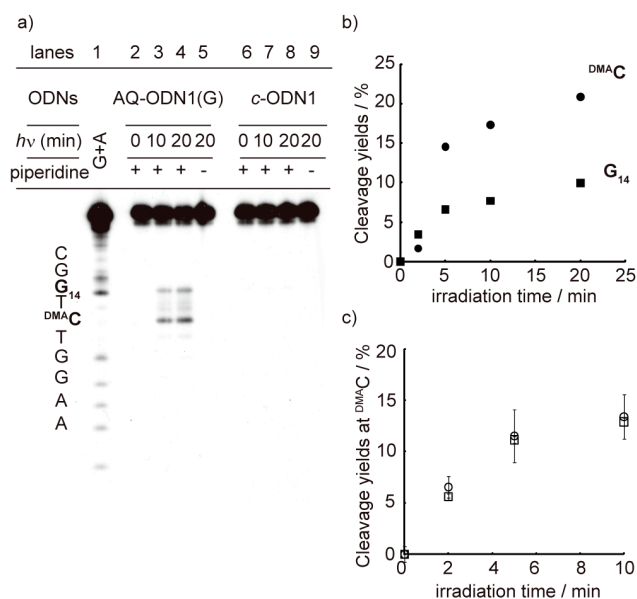 a)
lanes 1 2 3 4 5 6 7 8 9
ODNs AQ-ODN1(G) c-ODN1
hν (min) G+A 0 10 20 20 0 10 20 20
piperidine + + + - + + + -
C
G
G14
T
DMAC
T
G
G
A
A
b)
Cleavage yields / %
25
20
15
10
5
0
DMAC
G14
0 5 10 15 20 25
irradiation time / min
c)
Cleavage yields at DMAC / %
20
15
10
5
0
0 2 4 6 8 10
irradiation time / min